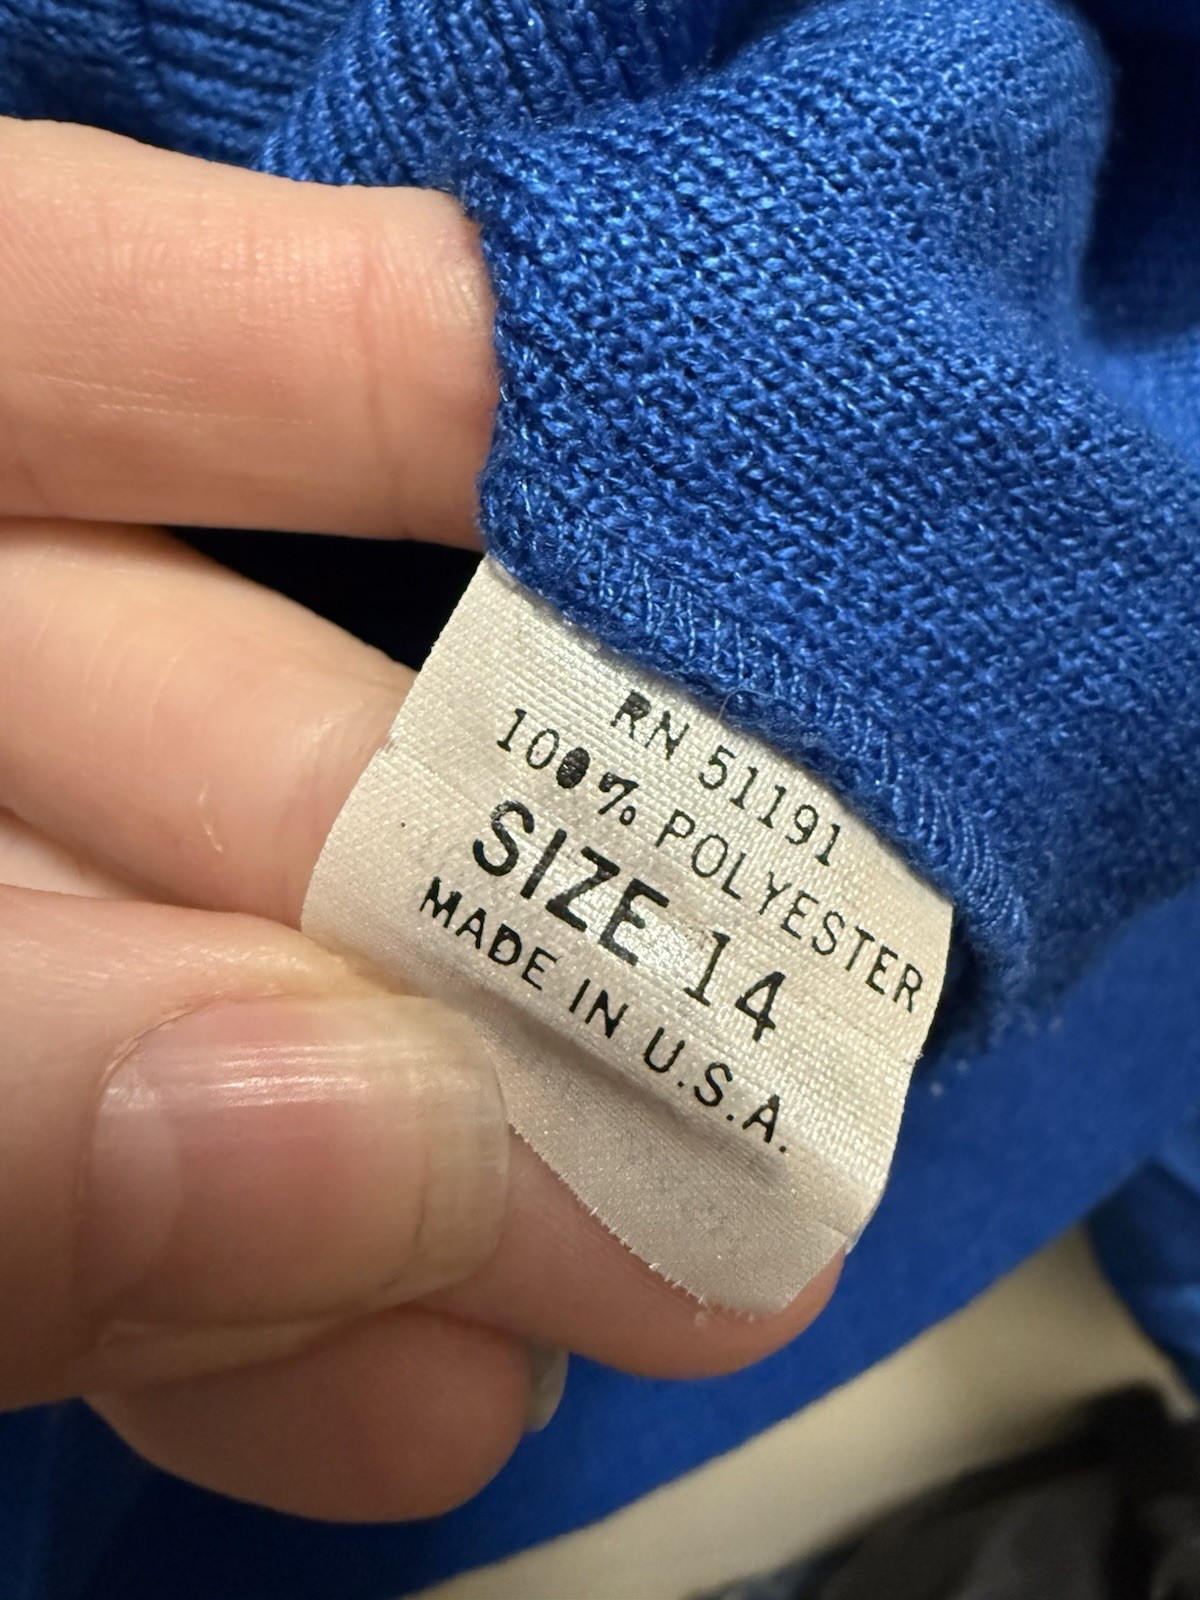 RN 51191
100% POLYESTER
SIZE 14
MADE IN U.S.A.